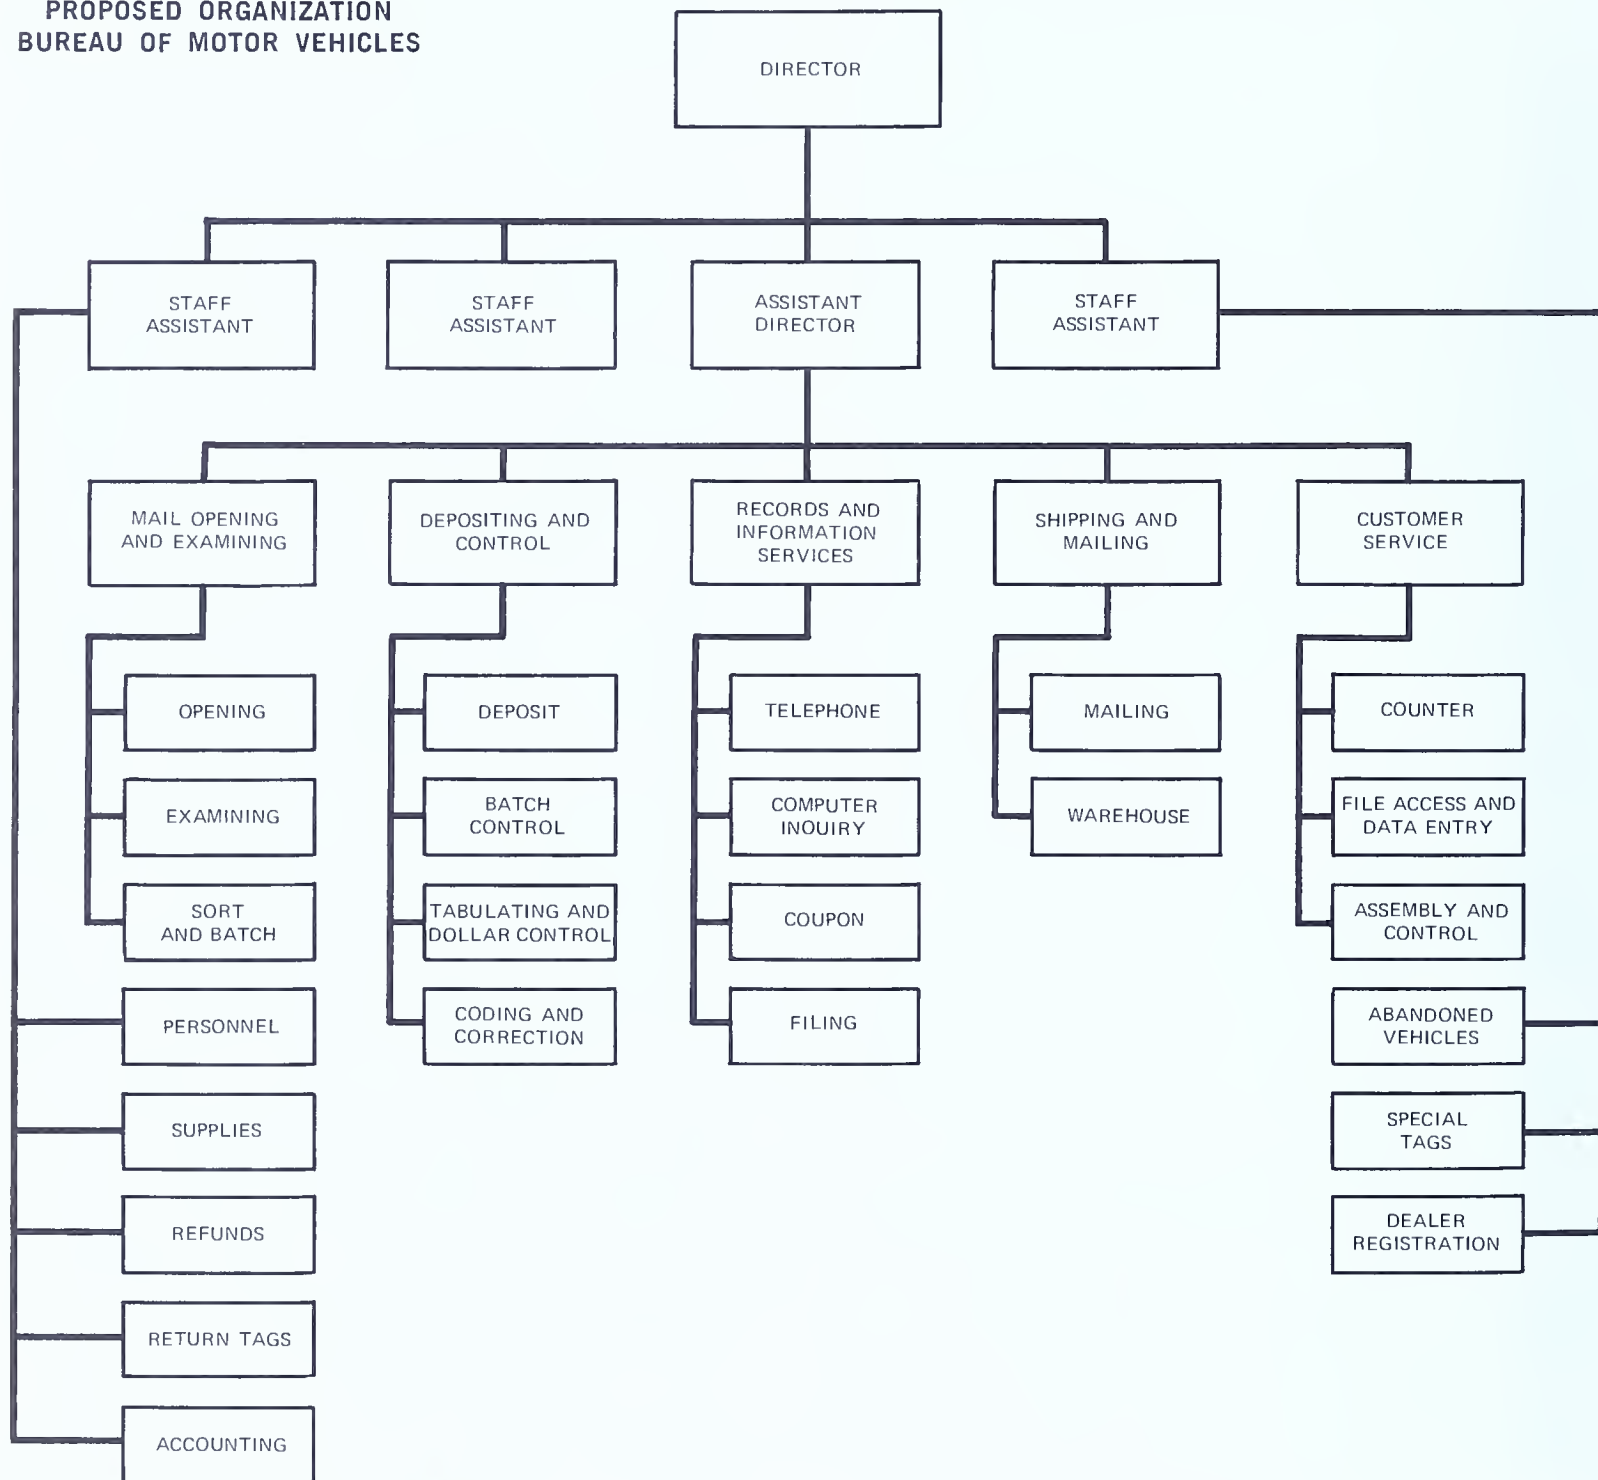 PROPOSED ORGANIZATION
BUREAU OF MOTOR VEHICLES
DIRECTOR
STAFF
ASSISTANT
STAFF
ASSISTANT
ASSISTANT
DIRECTOR
STAFF
ASSISTANT
MAIL OPENING
AND EXAMINING
DEPOSITING AND
CONTROL
RECORDS AND
INFORMATION
SERVICES
SHIPPING AND
MAILING
CUSTOMER
SERVICE
OPENING
DEPOSIT
TELEPHONE
MAILING
COUNTER
EXAMINING
BATCH
CONTROL
COMPUTER
INOUIRY
WAREHOUSE
FILE ACCESS AND
DATA ENTRY
SORT
AND BATCH
TABULATING AND
DOLLAR CONTROL
COUPON
ASSEMBLY AND
CONTROL
PERSONNEL
CODING AND
CORRECTION
FILING
ABANDONED
VEHICLES
SUPPLIES
SPECIAL
TAGS
REFUNDS
DEALER
REGISTRATION
RETURN TAGS
ACCOUNTING